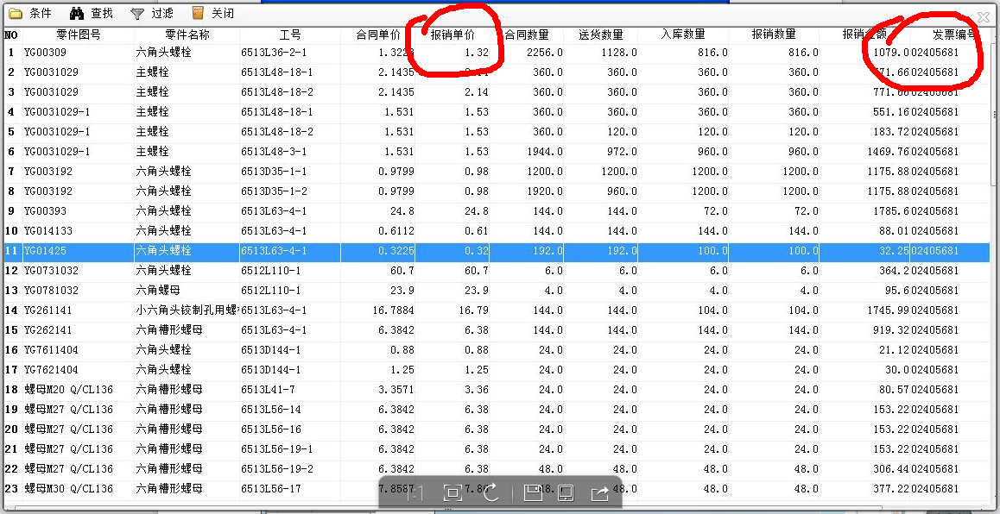 条件 查找 过滤 关闭
NO 零件图号 零件名称 工号 合同单价 报销单价 合同数量 送货数量 入库数量 报销数量 报销金额 发票编号
1 YG00309 六角头螺栓 6513L36-2-1 1.3223 1.32 2256.0 1128.0 816.0 816.0 1079.0 02405681
2 YG0031029 主螺栓 6513L48-18-1 2.1435 2.14 360.0 360.0 360.0 360.0 771.66 02405681
3 YG0031029 主螺栓 6513L48-18-2 2.1435 2.14 360.0 360.0 360.0 360.0 771.66 02405681
4 YG0031029-1 主螺栓 6513L48-18-1 1.531 1.53 360.0 360.0 360.0 360.0 551.16 02405681
5 YG0031029-1 主螺栓 6513L48-18-2 1.531 1.53 360.0 120.0 120.0 120.0 183.72 02405681
6 YG0031029-1 主螺栓 6513L48-3-1 1.531 1.53 1944.0 972.0 960.0 960.0 1469.76 02405681
7 YG003192 六角头螺栓 6513D35-1-1 0.9799 0.98 1200.0 1200.0 1200.0 1200.0 1175.88 02405681
8 YG003192 六角头螺栓 6513D35-1-2 0.9799 0.98 1920.0 960.0 1200.0 1200.0 1175.88 02405681
9 YG00393 六角头螺栓 6513L63-4-1 24.8 24.8 144.0 144.0 72.0 72.0 1785.6 02405681
10 YG014133 六角头螺栓 6513L63-4-1 0.6112 0.61 144.0 144.0 144.0 144.0 88.01 02405681
11 YG01425 六角头螺栓 6513L63-4-1 0.3225 0.32 192.0 192.0 100.0 100.0 32.25 02405681
12 YG0731032 六角头螺栓 6512L110-1 60.7 60.7 6.0 6.0 6.0 6.0 364.2 02405681
13 YG0781032 六角螺母 6512L110-1 23.9 23.9 4.0 4.0 4.0 4.0 95.6 02405681
14 YG261141 小六角头铰制孔用螺 6513L63-4-1 16.7884 16.79 144.0 144.0 104.0 104.0 1745.99 02405681
15 YG262141 六角槽形螺母 6513L63-4-1 6.3842 6.38 144.0 144.0 144.0 144.0 919.32 02405681
16 YG7611404 六角头螺栓 6513D144-1 0.88 0.88 24.0 24.0 24.0 24.0 21.12 02405681
17 YG7621404 六角头螺栓 6513D144-1 1.25 1.25 24.0 24.0 24.0 24.0 30.0 02405681
18 螺母M20 Q/CL136 六角槽形螺母 6513L41-7 3.3571 3.36 24.0 24.0 24.0 24.0 80.57 02405681
19 螺母M27 Q/CL136 六角槽形螺母 6513L56-14 6.3842 6.38 24.0 24.0 24.0 24.0 153.22 02405681
20 螺母M27 Q/CL136 六角槽形螺母 6513L56-16 6.3842 6.38 24.0 24.0 24.0 24.0 153.22 02405681
21 螺母M27 Q/CL136 六角槽形螺母 6513L56-19-1 6.3842 6.38 24.0 24.0 24.0 24.0 153.22 02405681
22 螺母M27 Q/CL136 六角槽形螺母 6513L56-19-2 6.3842 6.38 48.0 48.0 48.0 48.0 306.44 02405681
23 螺母M30 Q/CL136 六角槽形螺母 6513L56-17 7.8587 7.86 48.0 48.0 48.0 48.0 377.22 02405681
1:1